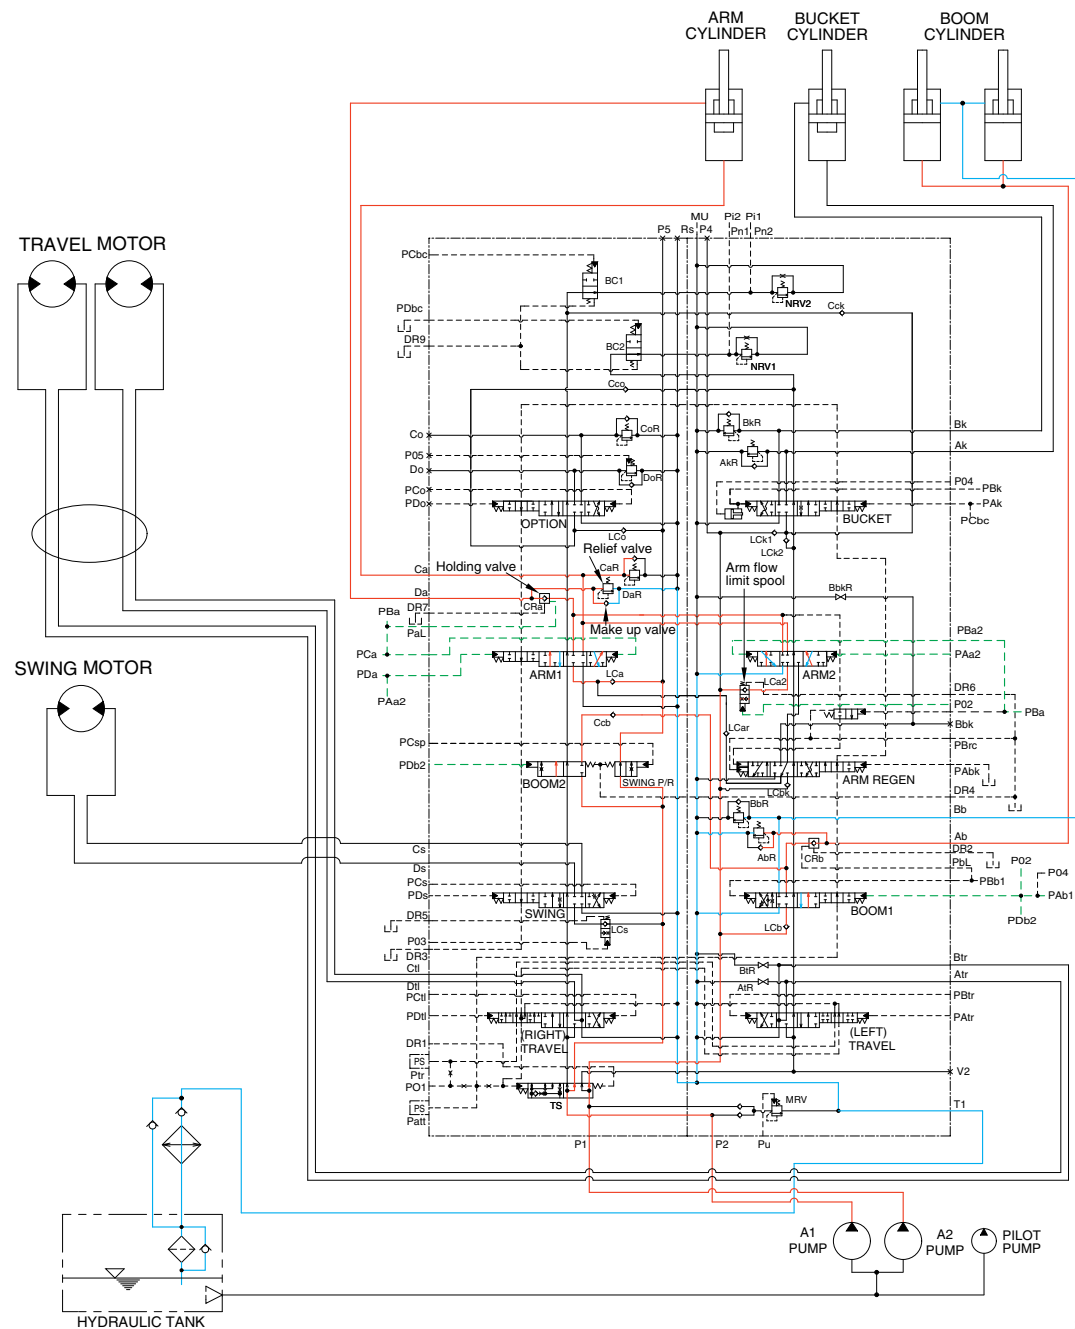 ARM
CYLINDER
BUCKET
CYLINDER
BOOM
CYLINDER
TRAVEL MOTOR
MU
Pi2 Pi1
P5 Rs P4
Pn1 Pn2
PCbc
BC1
NRV2
Cck
PDbc
DR9
BC2
NRV1
Cco
Co
CoR
BkR
Bk
Ak
P05
Do
DoR
AkR
P04
PBk
PCo
PDo
PAk
PCbc
OPTION
BUCKET
LCo
LCk1
LCk2
Relief valve
Holding valve
CaR
Arm flow
limit spool
Ca
Da
DaR
BbkR
PBa
DR7
CRa
PaL
Make up valve
PBa2
PCa
PAa2
PDa
ARM1
LCa
LCa2
ARM2
PAa2
DR6
P02
Ccb
PBa
Bbk
LCar
PCsp
PBrc
PDb2
BOOM2
SWING P/R
ARM REGEN
PAbk
LCbk
DR4
BbR
Bb
SWING MOTOR
AbR
CRb
Ab
Cs
DR2
Ds
PbL
P02
P04
PCs
PBb1
PDs
PAb1
SWING
BOOM1
DR5
LCs
LCb
PDb2
P03
DR3
Ctl
BtR
Btr
Dtl
AtR
Atr
PCtl
PBtr
PDtl
PAtr
(RIGHT)
TRAVEL
(LEFT)
TRAVEL
DR1
PS
Ptr
V2
PO1
TS
MRV
PS
T1
Patt
P1
P2
Pu
A1
PUMP
A2
PUMP
PILOT
PUMP
HYDRAULIC TANK